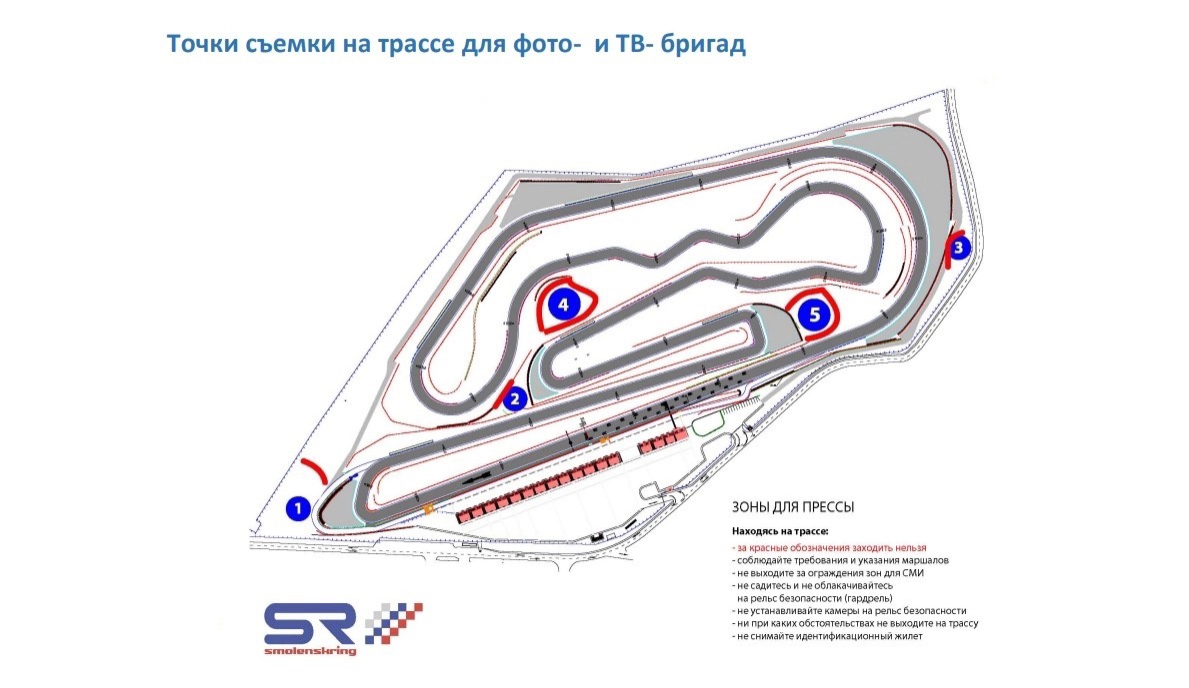 Точки съемки на трассе для фото- и ТВ- бригад
3
4
5
2
1
ЗОНЫ ДЛЯ ПРЕССЫ
Находясь на трассе:
- за красные обозначения заходить нельзя
- соблюдайте требования и указания маршалов
- не выходите за ограждения зон для СМИ
- не садитесь и не облакачивайтесь
на рельс безопасности (гардрель)
- не устанавливайте камеры на рельс безопасности
- ни при каких обстоятельствах не выходите на трассу
- не снимайте идентификационный жилет
SR
smolenskring